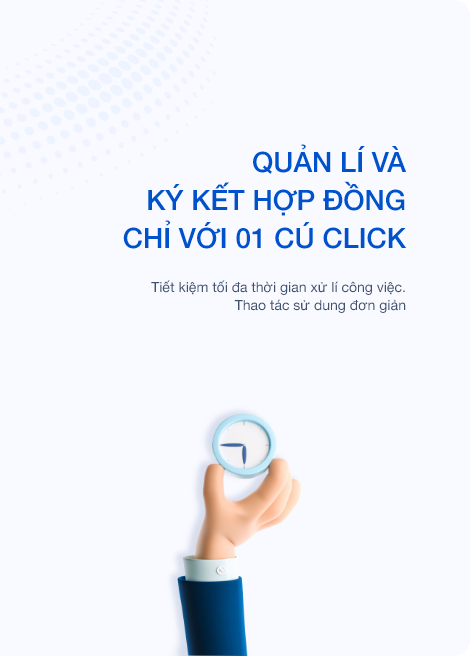 QUẢN LÍ VÀ
KÝ KẾT HỢP ĐỒNG
CHỈ VỚI 01 CÚ CLICK
Tiết kiệm tối đa thời gian xử lí công việc.
Thao tác sử dung đơn giản